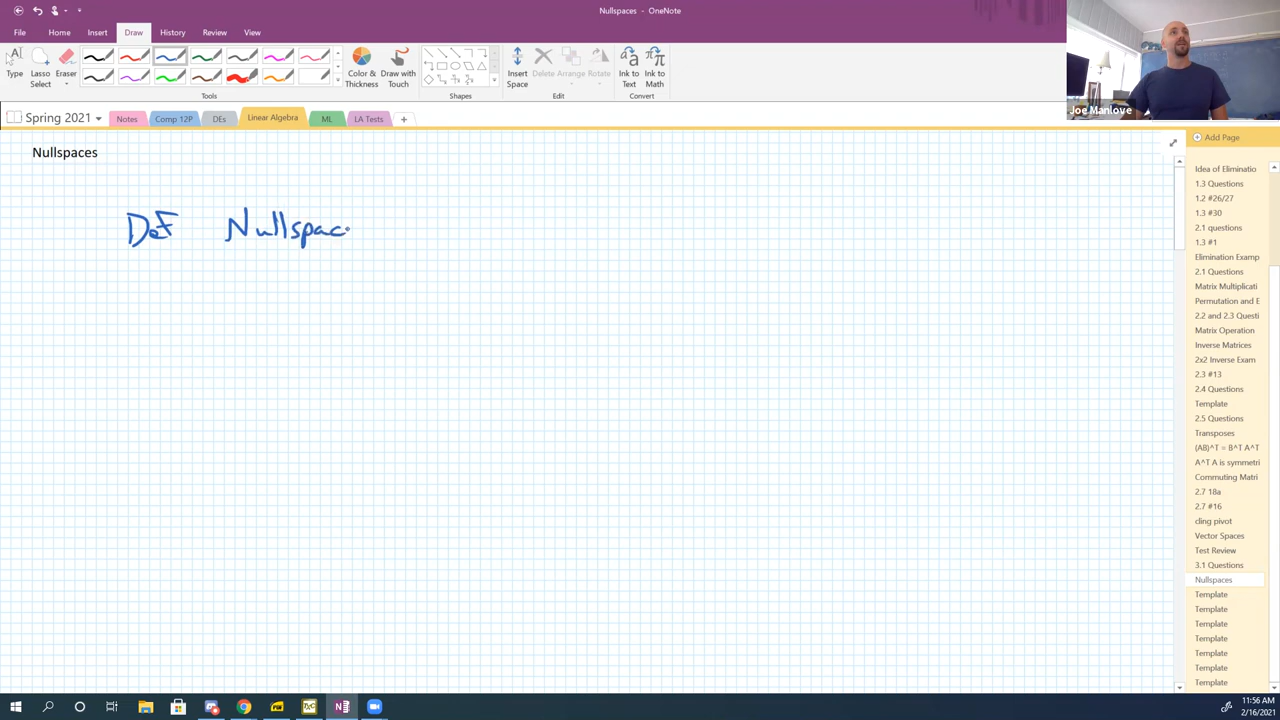 Nullspaces - OneNote
File Home Insert Draw History Review View
Type
Lasso Select
Eraser
Color & Thickness
Draw with Touch
Insert Space
Delete
Arrange
Rotate
Ink to Text
Ink to Math
Tools
Shapes
Edit
Convert
Joe Manlove
Spring 2021
Notes Comp 12P DEs Linear Algebra ML LA Tests
Add Page
Nullspaces
Def Nullspac
Idea of Eliminatio
1.3 Questions
1.2 #26/27
1.3 #30
2.1 questions
1.3 #1
Elimination Examp
2.1 Questions
Matrix Multiplicati
Permutation and E
2.2 and 2.3 Questi
Matrix Operation
Inverse Matrices
2x2 Inverse Exam
2.3 #13
2.4 Questions
Template
2.5 Questions
Transposes
(AB)^T = B^T A^T
A^T A is symmetri
Commuting Matri
2.7 18a
2.7 #16
cling pivot
Vector Spaces
Test Review
3.1 Questions
Nullspaces
Template
Template
Template
Template
Template
Template
Template
11:56 AM
2/16/2021